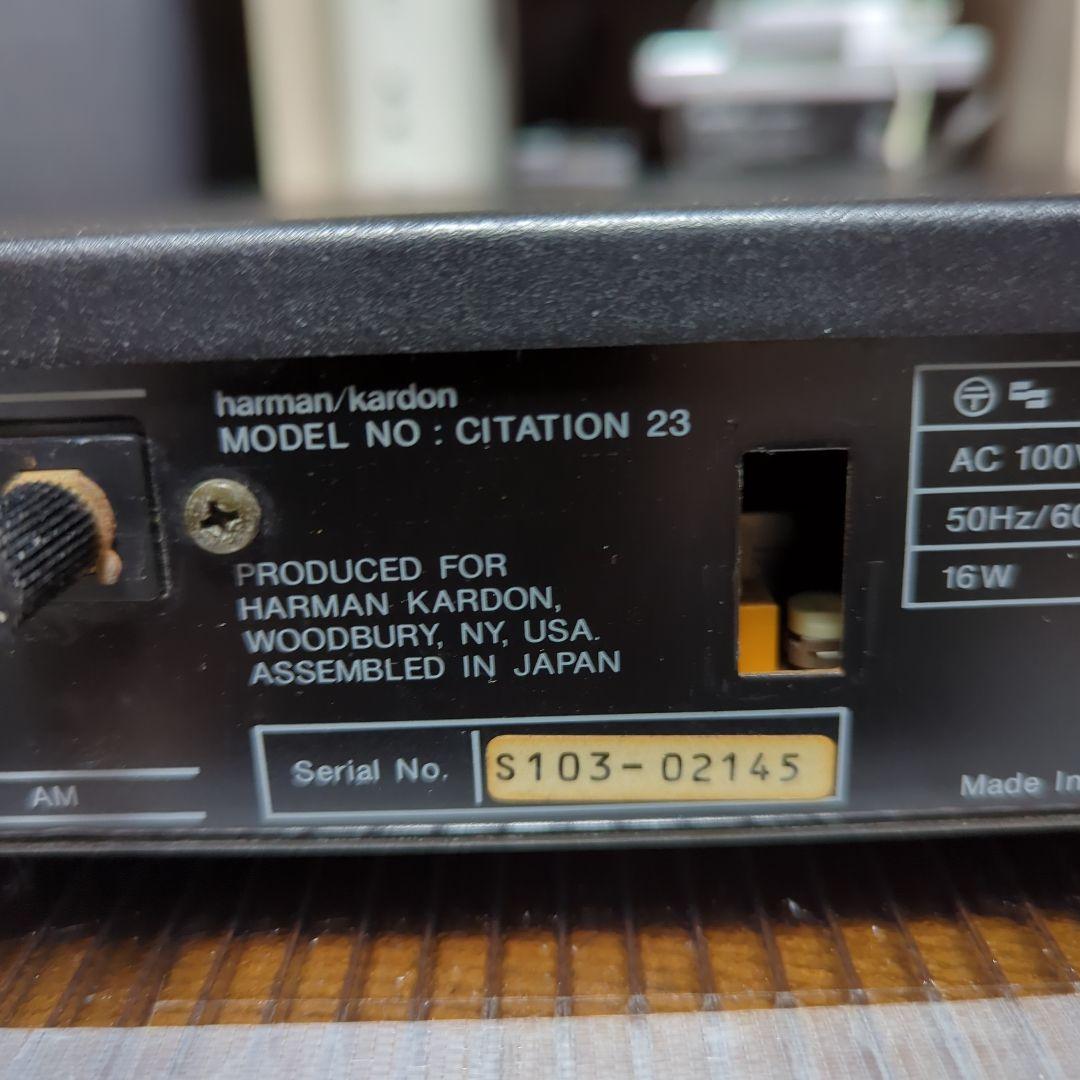 harman/kardon
MODEL NO : CITATION 23
PRODUCED FOR
HARMAN KARDON,
WOODBURY, NY, USA.
ASSEMBLED IN JAPAN
Serial No. S103-02145
AM
T
AC 100V
50Hz/60
16W
Made In